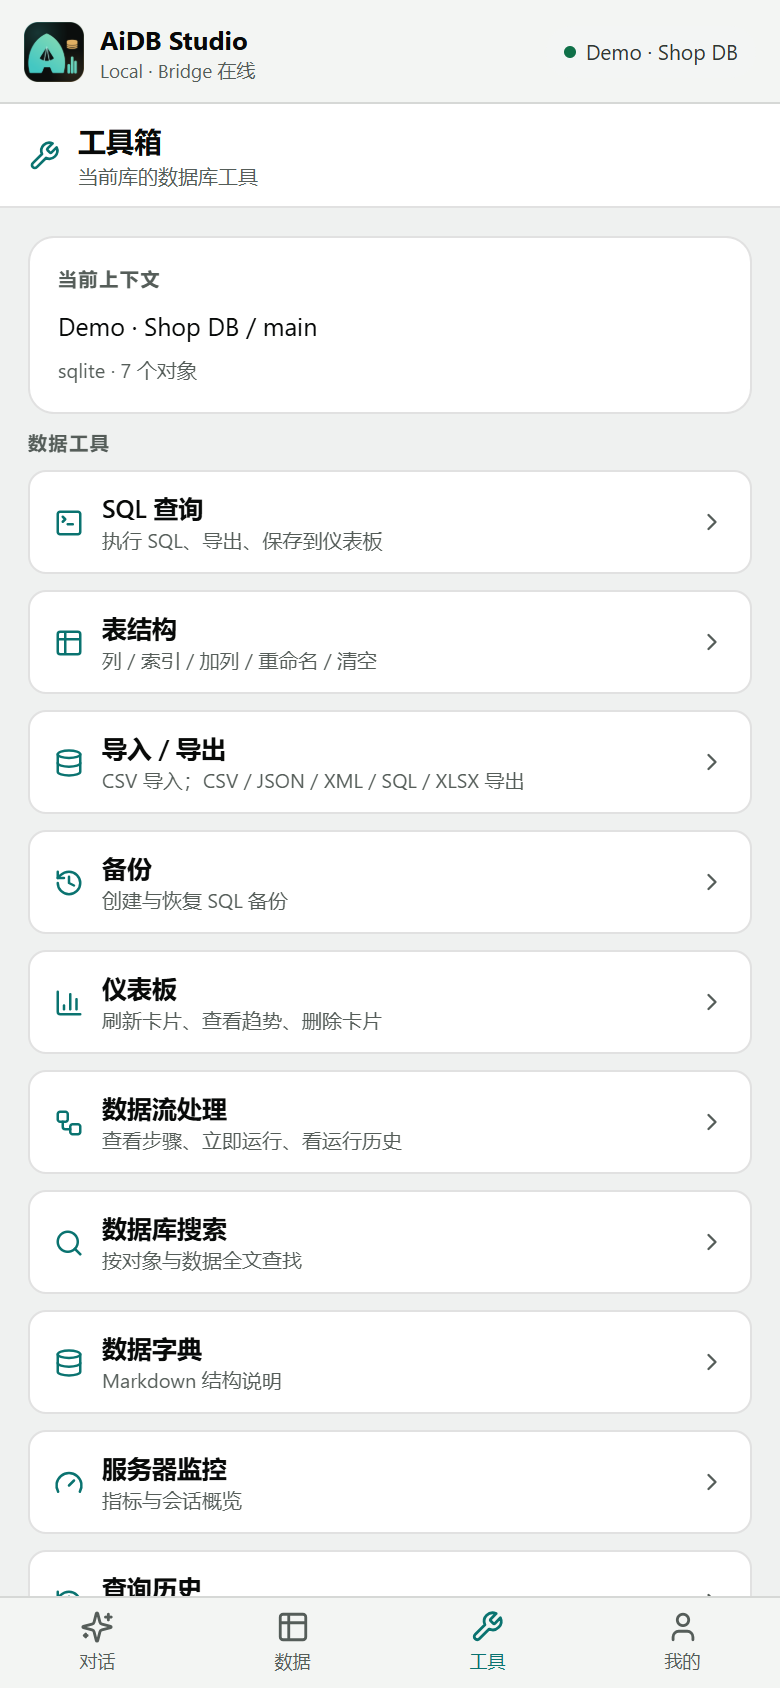 AiDB Studio
Local · Bridge 在线
Demo · Shop DB
工具箱
当前库的数据库工具
当前上下文
Demo · Shop DB / main
sqlite · 7 个对象
数据工具
SQL 查询
执行 SQL、导出、保存到仪表板
表结构
列 / 索引 / 加列 / 重命名 / 清空
导入 / 导出
CSV 导入；CSV / JSON / XML / SQL / XLSX 导出
备份
创建与恢复 SQL 备份
仪表板
刷新卡片、查看趋势、删除卡片
数据流处理
查看步骤、立即运行、看运行历史
数据库搜索
按对象与数据全文查找
数据字典
Markdown 结构说明
服务器监控
指标与会话概览
查询历史
对话
数据
工具
我的